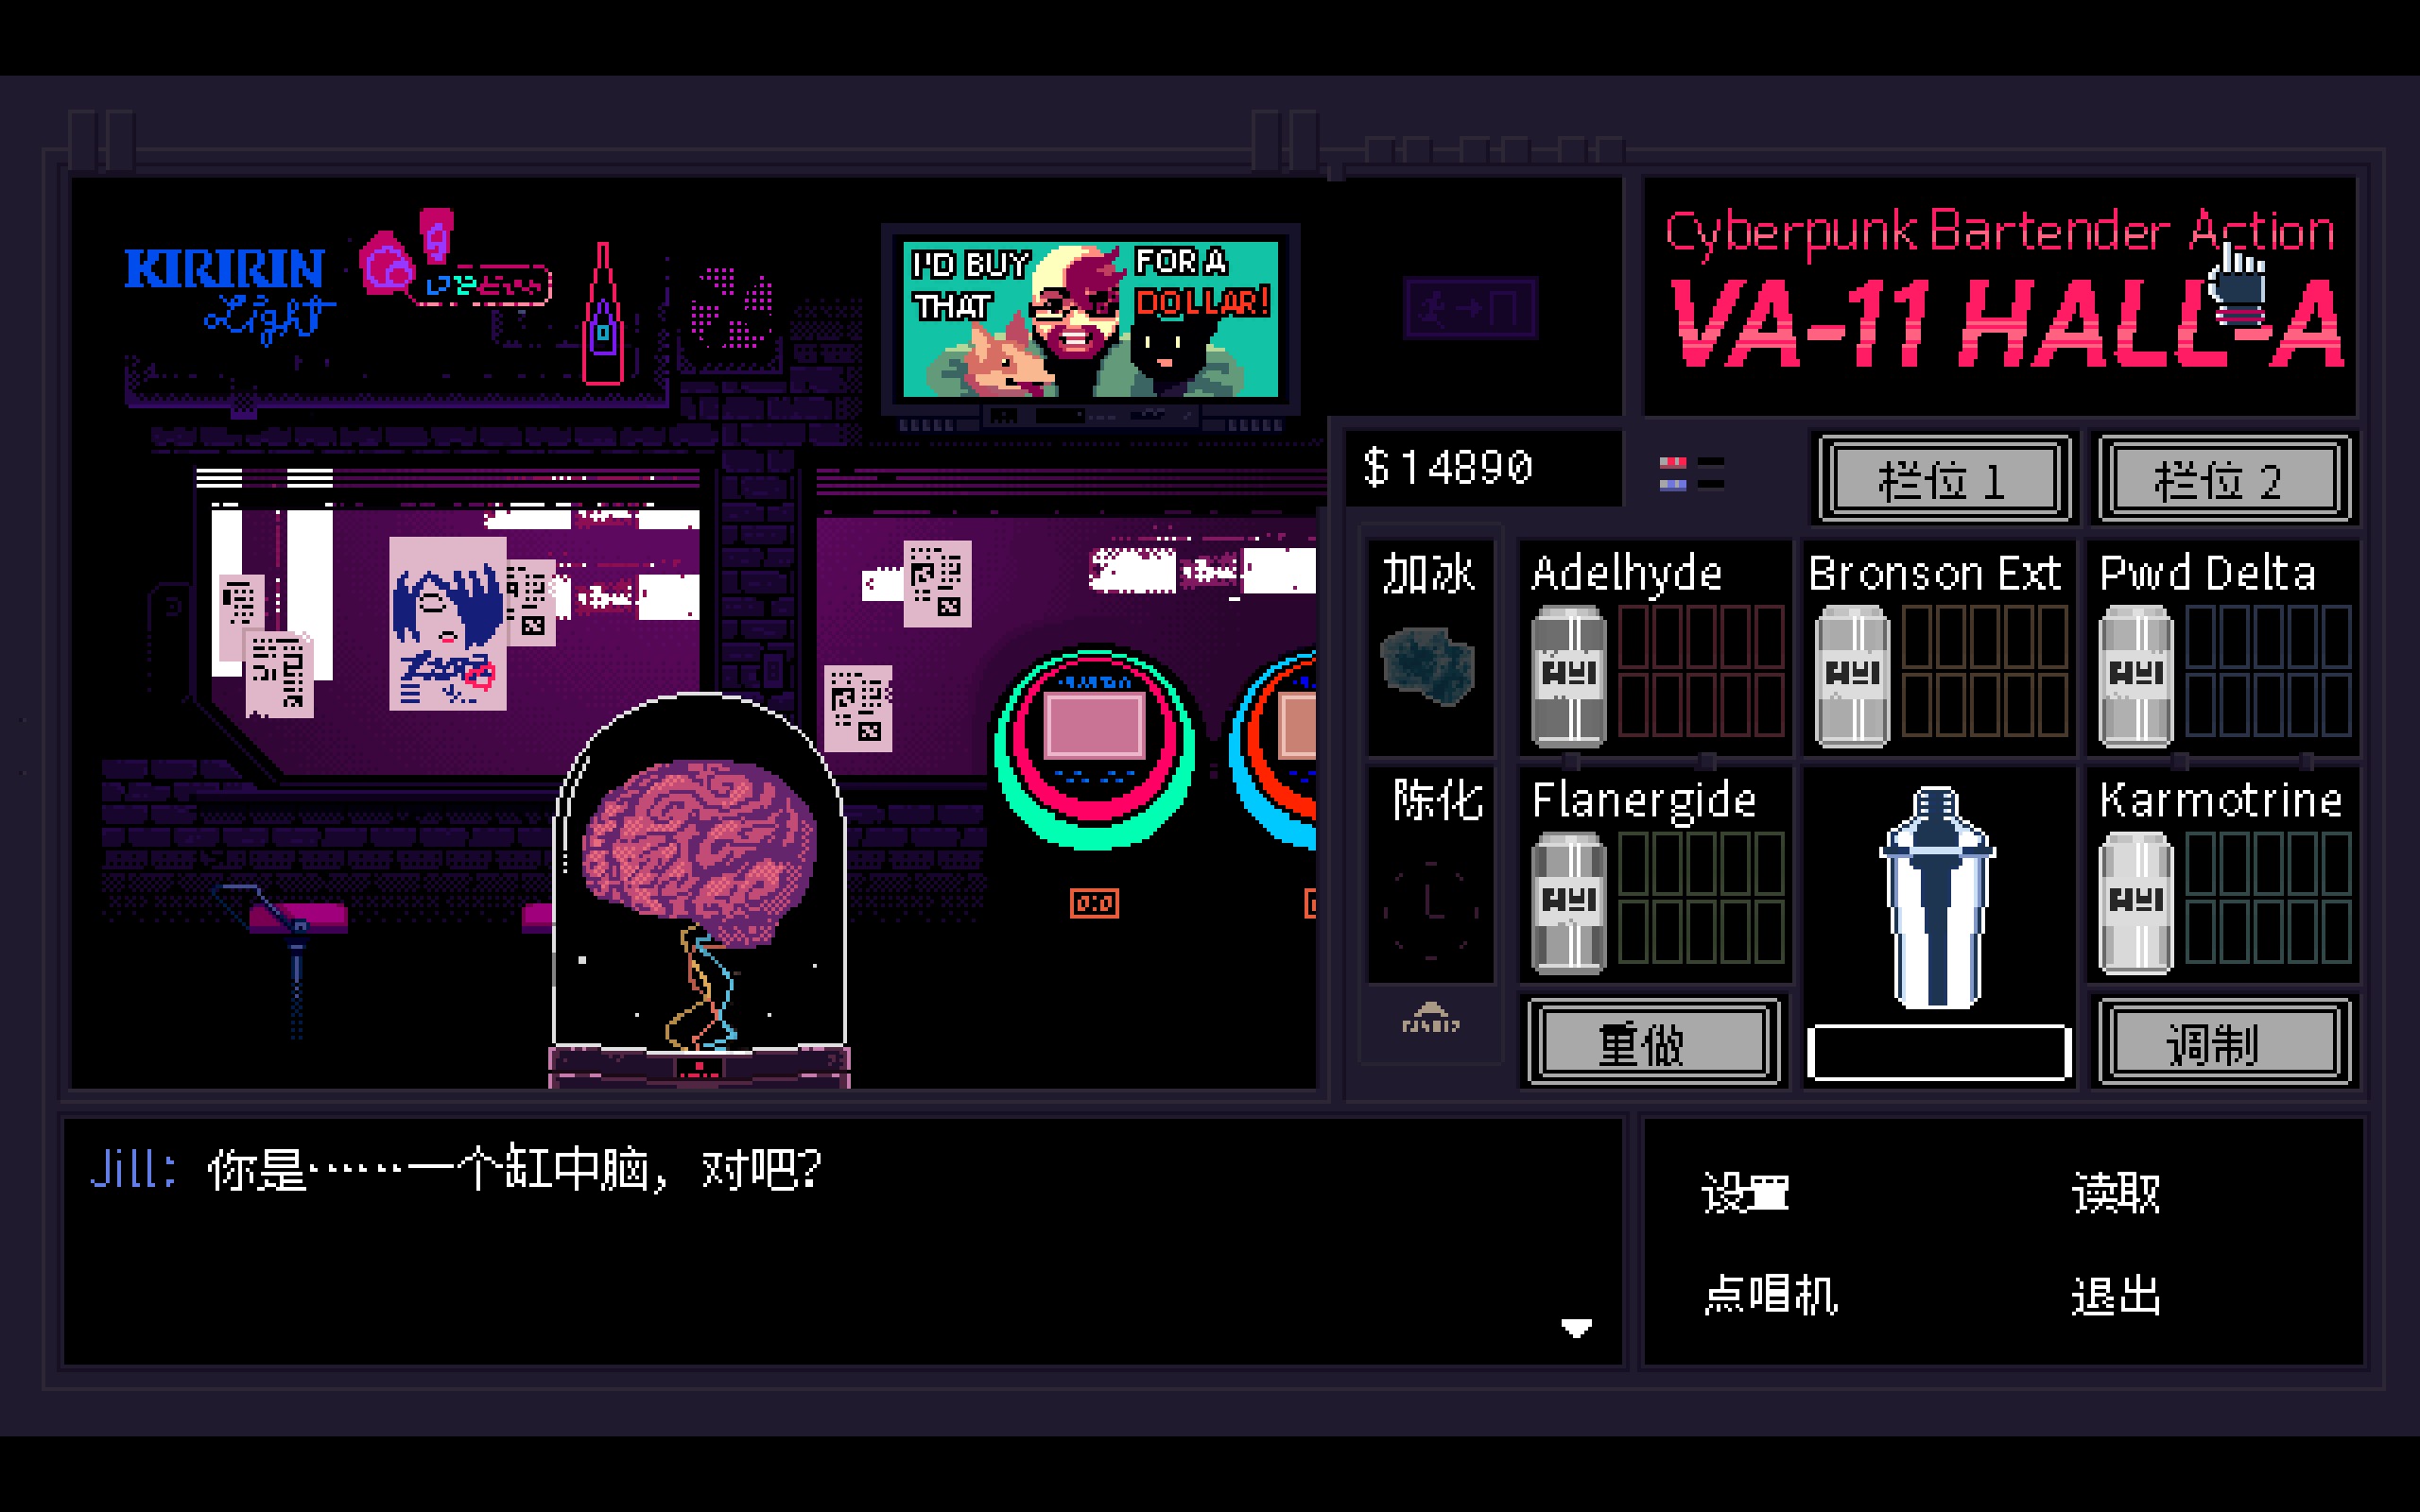 KIRIRIN
Light
I'D BUY
THAT
FOR A
DOLLAR!
Cyberpunk Bartender Action
VA-11 HALL-A
$14890
栏位 1
栏位 2
加冰
Adelhyde
Bronson Ext
Pwd Delta
陈化
Flanergide
Karmotrine
0:0
重做
调制
Jill: 你是……一个缸中脑，对吧？
设置
读取
点唱机
退出